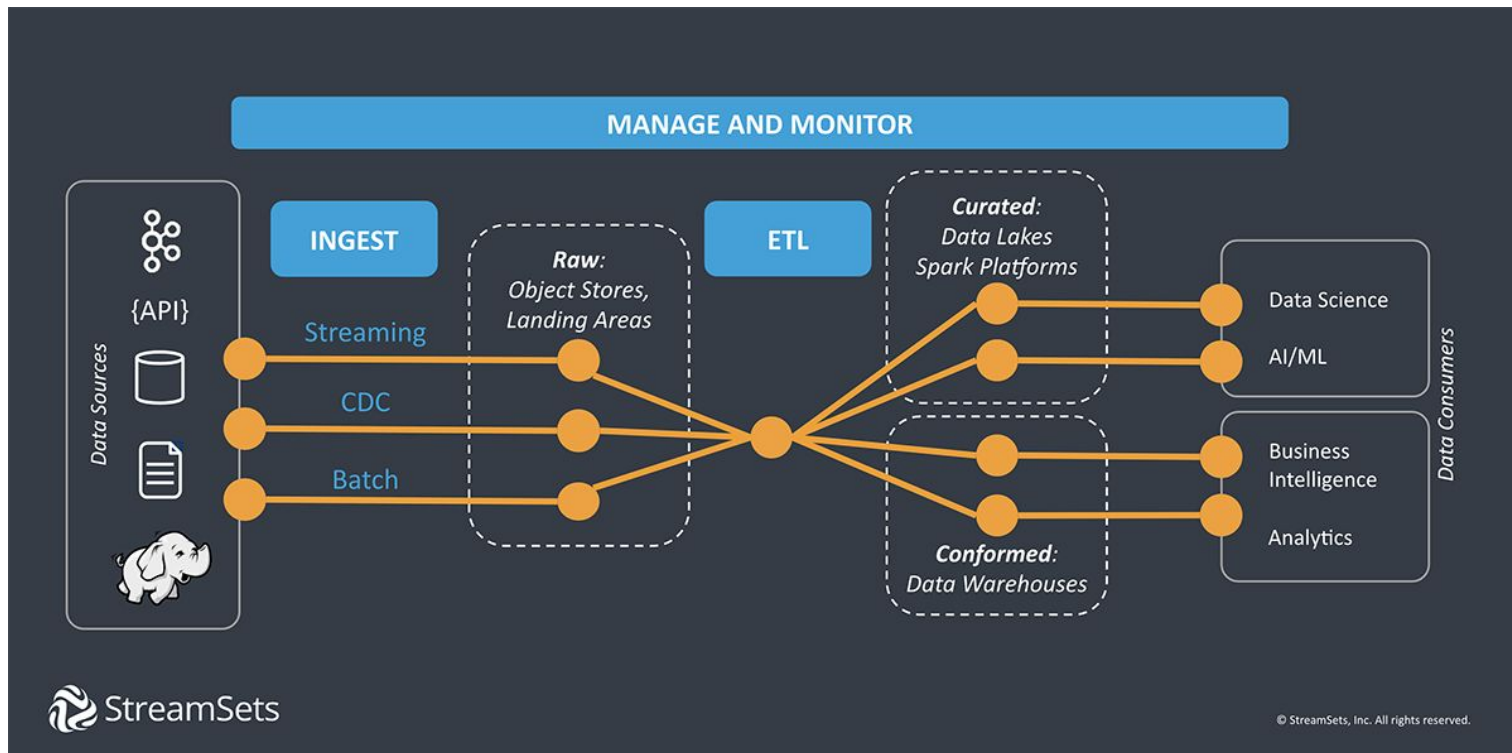 MANAGE AND MONITOR
Data Sources
{API}
INGEST
Streaming
CDC
Batch
Raw:
Object Stores,
Landing Areas
ETL
Curated:
Data Lakes
Spark Platforms
Conformed:
Data Warehouses
Data Science
AI/ML
Business
Intelligence
Analytics
Data Consumers
StreamSets
© StreamSets, Inc. All rights reserved.